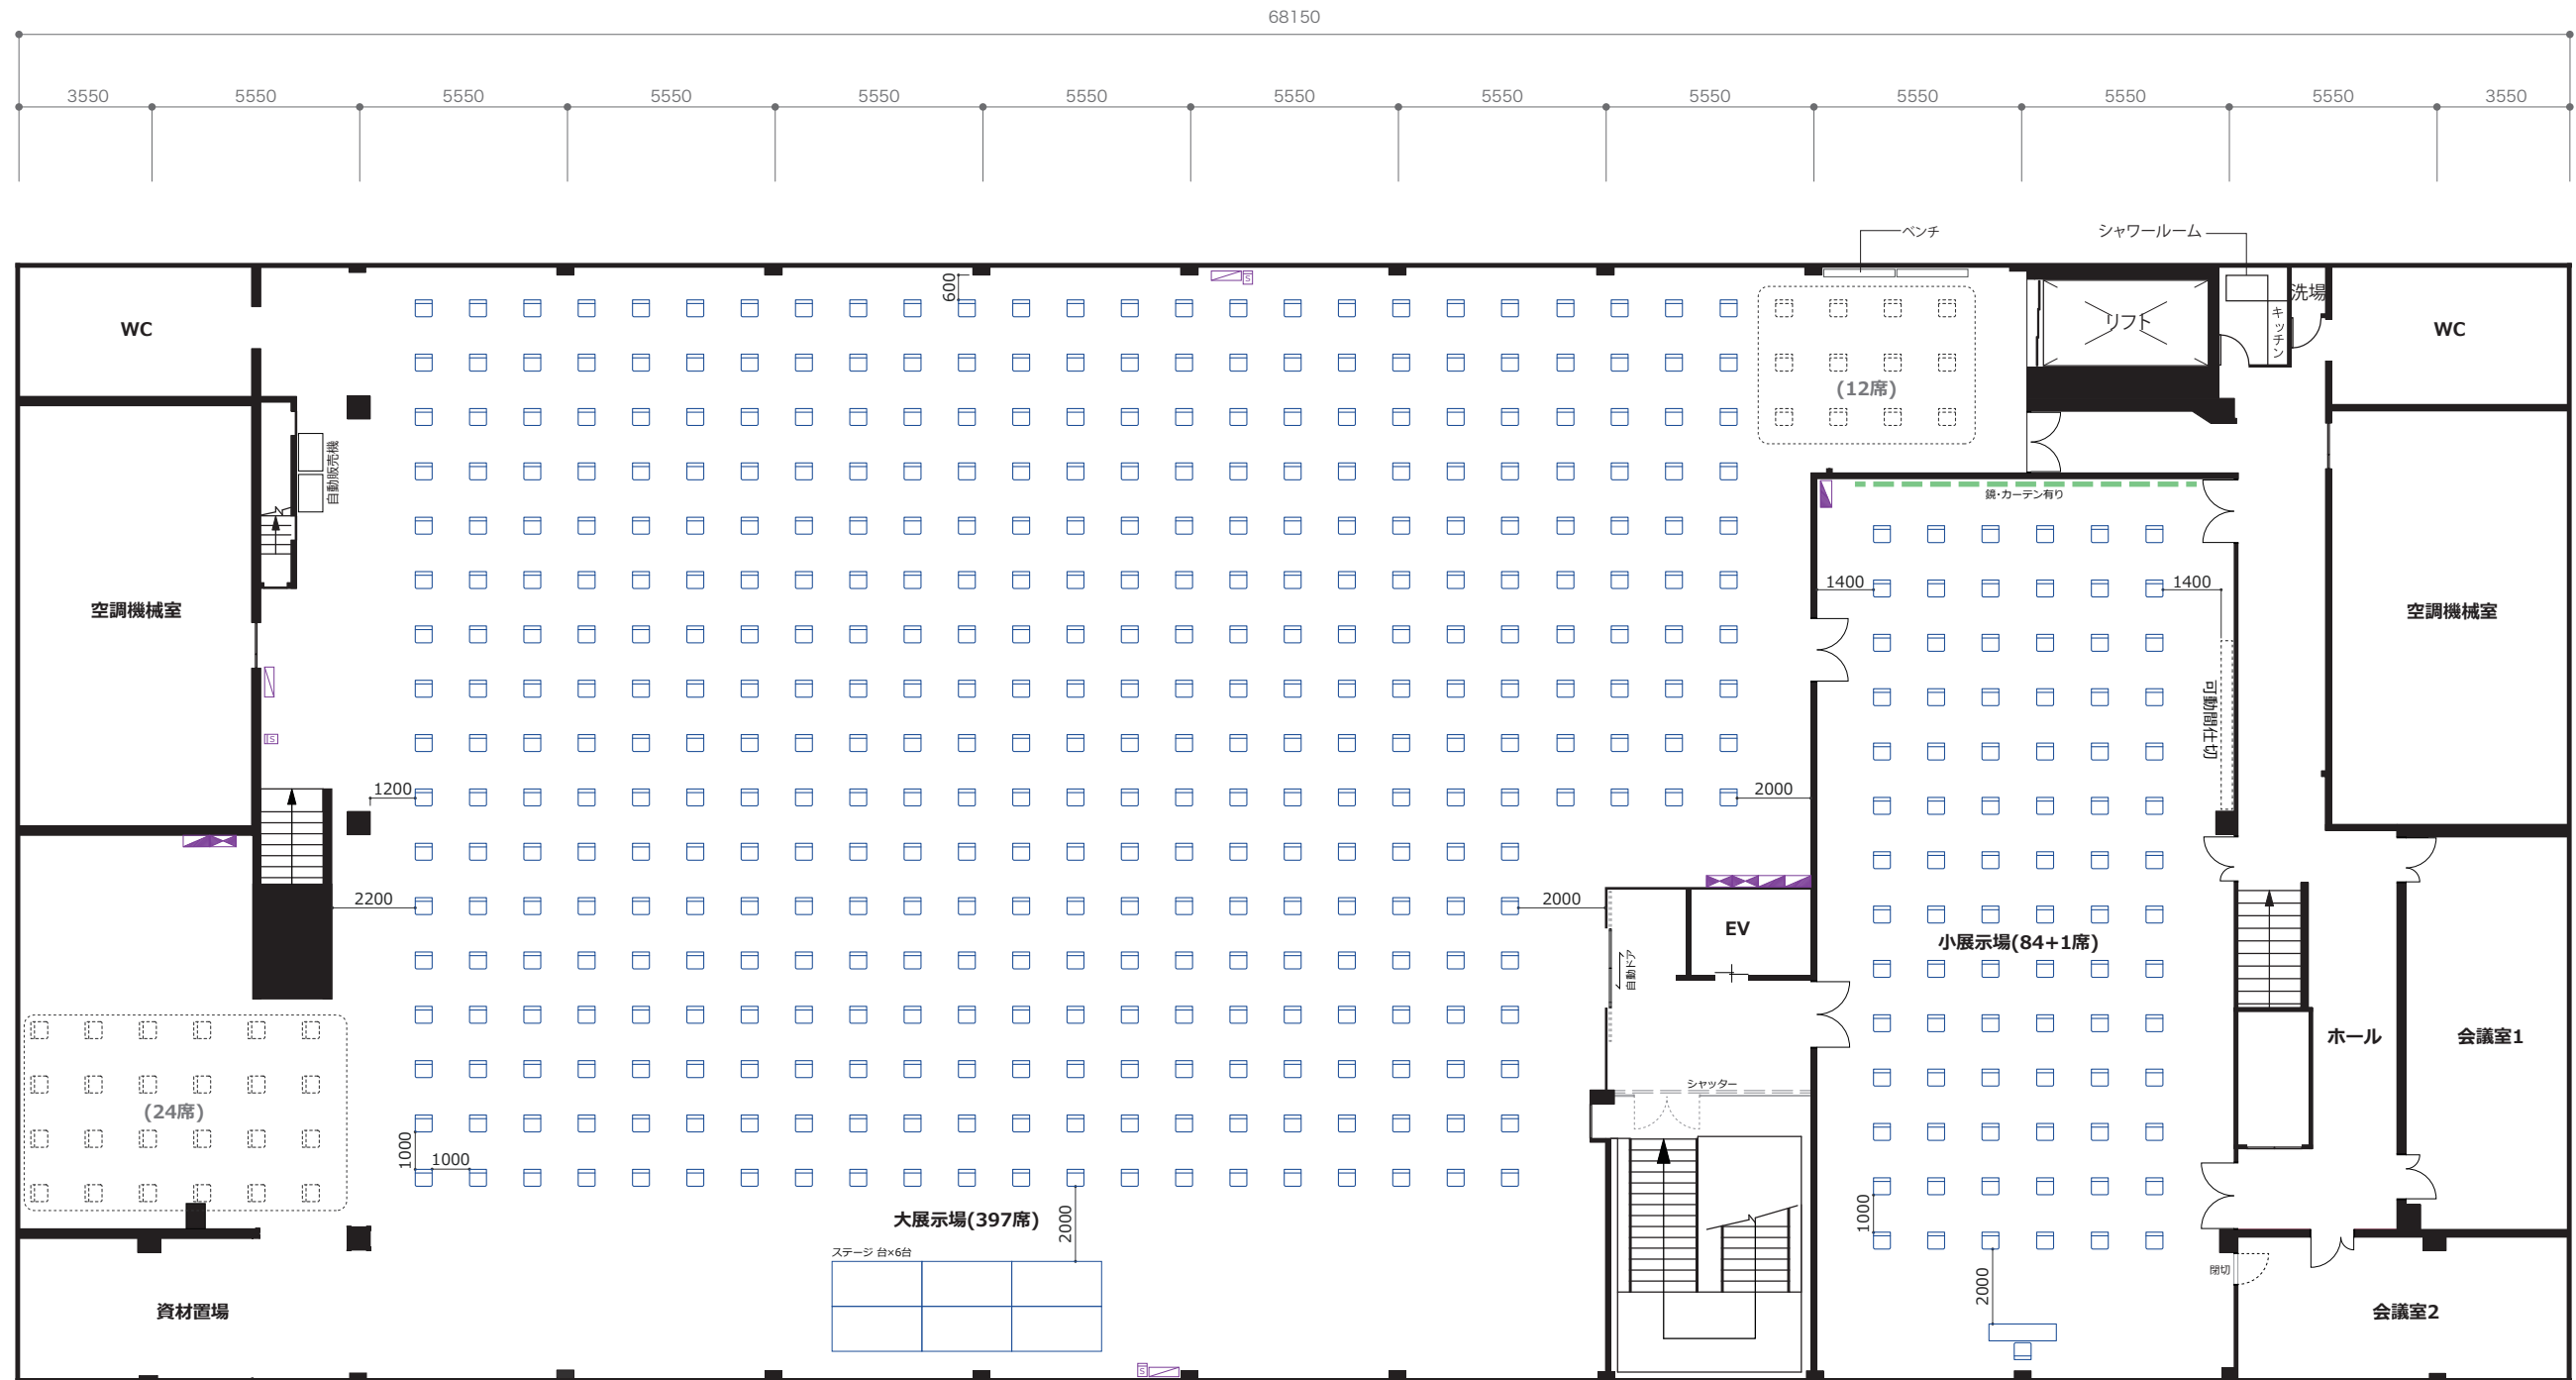 68150
3550 5550 5550 5550 5550 5550 5550 5550 5550 5550 5550 5550 3550
ベンチ
シャワールーム
600
WC
リフト
キッチン
洗場
WC
(12席)
自動販売機
鏡・カーテン有り
1400
1400
空調機械室
空調機械室
可動間仕切
S
S
1200
2000
2200
2000
EV
小展示場(84+1席)
自動ドア
ホール
会議室1
シャッター
(24席)
1000
1000
1000
大展示場(397席)
2000
ステージ 台×6台
閉切
2000
資材置場
会議室2
S